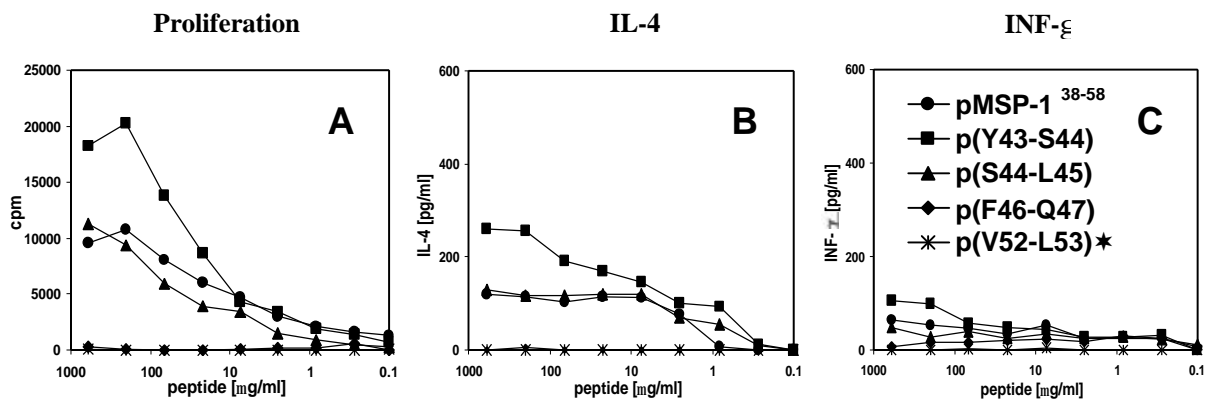 Proliferation
IL-4
INF-ε
25000
20000
15000
10000
5000
0
cpm
A
1000 100 10 1 0.1
peptide [mg/ml]
600
400
200
0
IL-4 [pg/ml]
B
1000 100 10 1 0.1
peptide [mg/ml]
600
400
200
0
INF- [pg/ml]
C
pMSP-1 38-58
p(Y43-S44)
p(S44-L45)
p(F46-Q47)
p(V52-L53)
1000 100 10 1 0.1
peptide [mg/ml]